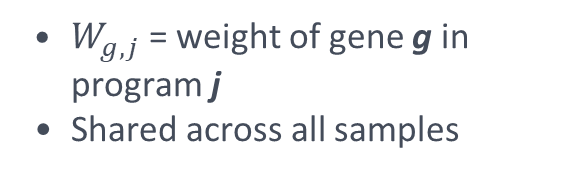 • W_{g,j} = weight of gene g in
program j
• Shared across all samples